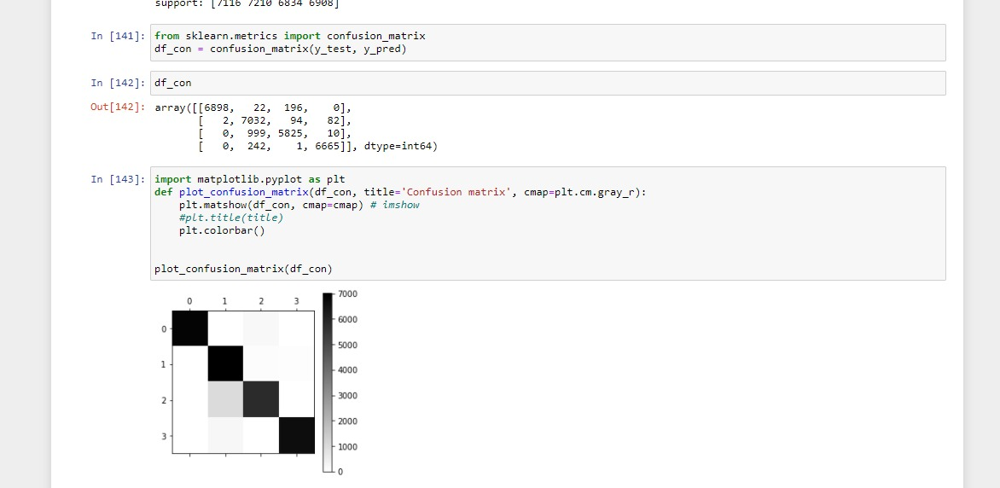 support: [7116 7210 6834 6908]
In [141]: from sklearn.metrics import confusion_matrix
df_con = confusion_matrix(y_test, y_pred)
In [142]: df_con
Out[142]: array([[6898,   22,  196,    0],
[   2, 7032,   94,   82],
[   0,  999, 5825,   10],
[   0,  242,    1, 6665]], dtype=int64)
In [143]: import matplotlib.pyplot as plt
def plot_confusion_matrix(df_con, title='Confusion matrix', cmap=plt.cm.gray_r):
plt.matshow(df_con, cmap=cmap) # imshow
#plt.title(title)
plt.colorbar()
plot_confusion_matrix(df_con)
0 1 2 3
0
1
2
3
7000
6000
5000
4000
3000
2000
1000
0